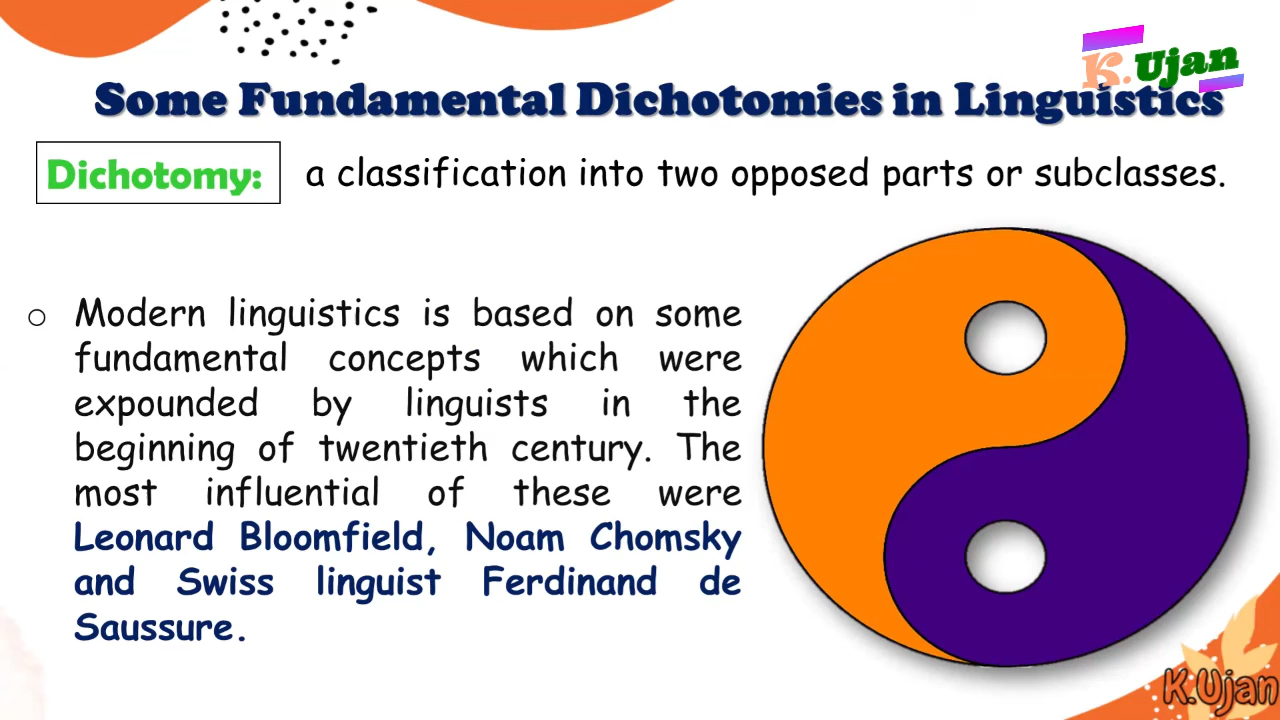 K.Ujan
Some Fundamental Dichotomies in Linguistics
Dichotomy: a classification into two opposed parts or subclasses.
o Modern linguistics is based on some
fundamental concepts which were
expounded by linguists in the
beginning of twentieth century. The
most influential of these were
Leonard Bloomfield, Noam Chomsky
and Swiss linguist Ferdinand de
Saussure.
K.Ujan